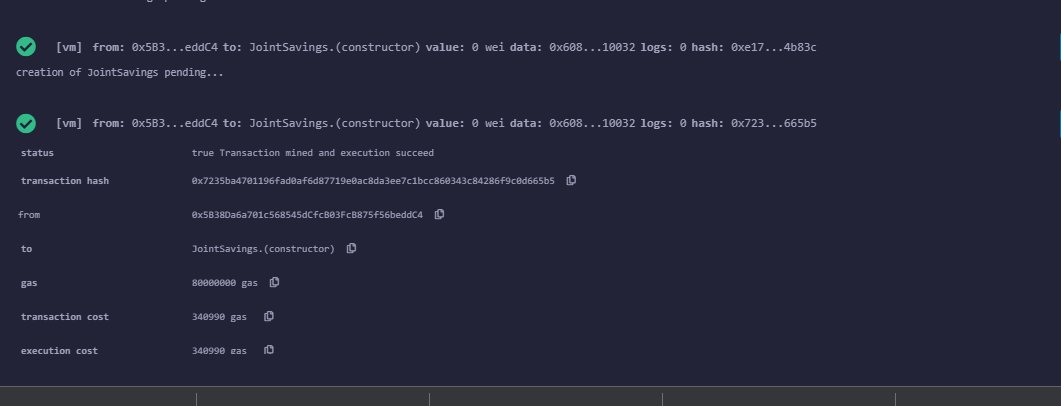 [vm] from: 0x5B3...eddC4 to: JointSavings.(constructor) value: 0 wei data: 0x608...10032 logs: 0 hash: 0xe17...4b83c
creation of JointSavings pending...
[vm] from: 0x5B3...eddC4 to: JointSavings.(constructor) value: 0 wei data: 0x608...10032 logs: 0 hash: 0x723...665b5
status true Transaction mined and execution succeed
transaction hash 0x7235ba4701196fad0af6d87719e0ac8da3ee7c1bcc860343c84286f9c0d665b5
from 0x5B38Da6a701c568545dCfcB03FcB875f56beddC4
to JointSavings.(constructor)
gas 80000000 gas
transaction cost 340990 gas
execution cost 340990 gas